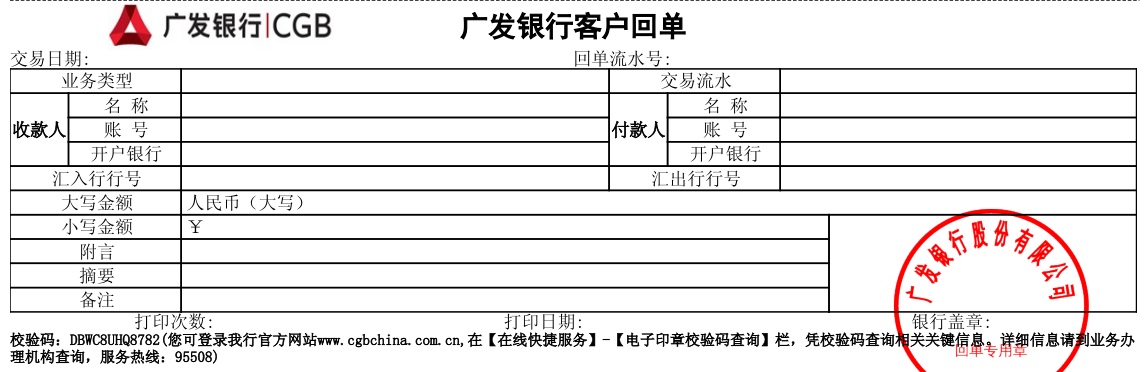 广发银行|CGB
广发银行客户回单
交易日期: 回单流水号:
业务类型 交易流水
收款人 名 称 付款人 名 称
账 号 账 号
开户银行 开户银行
汇入行行号 汇出行行号
大写金额 人民币（大写）
小写金额 ￥
附言
摘要
备注
广发银行股份有限公司
打印次数: 打印日期: 银行盖章:
校验码: DBWC8UHQ8782(您可登录我行官方网站www.cgbchina.com.cn,在【在线快捷服务】-【电子印章校验码查询】栏，凭校验码查询相关关键信息。详细信息请到业务办
理机构查询，服务热线: 95508)
回单专用章